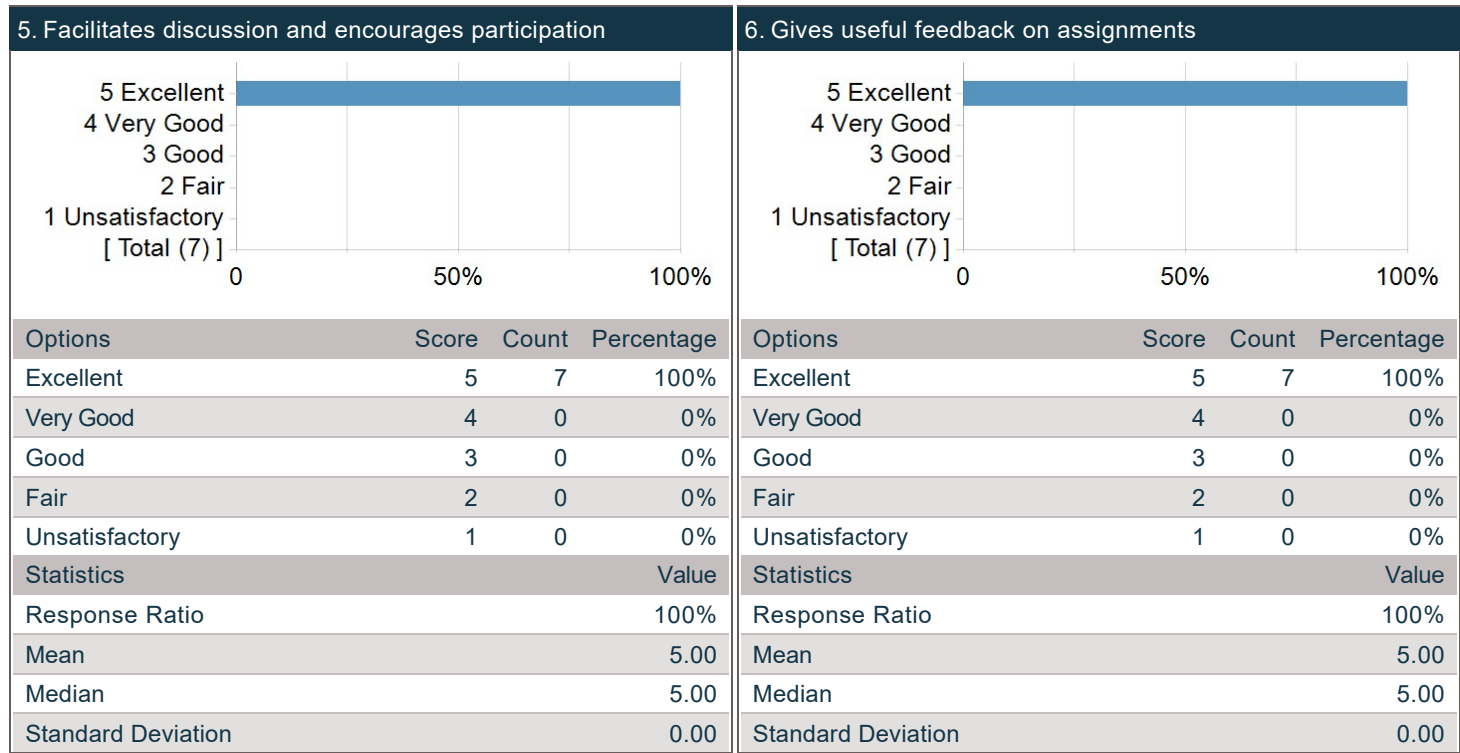 5. Facilitates discussion and encourages participation
5 Excellent
4 Very Good
3 Good
2 Fair
1 Unsatisfactory
[ Total (7) ]
0 50% 100%
Options Score Count Percentage
Excellent 5 7 100%
Very Good 4 0 0%
Good 3 0 0%
Fair 2 0 0%
Unsatisfactory 1 0 0%
Statistics Value
Response Ratio 100%
Mean 5.00
Median 5.00
Standard Deviation 0.00
6. Gives useful feedback on assignments
5 Excellent
4 Very Good
3 Good
2 Fair
1 Unsatisfactory
[ Total (7) ]
0 50% 100%
Options Score Count Percentage
Excellent 5 7 100%
Very Good 4 0 0%
Good 3 0 0%
Fair 2 0 0%
Unsatisfactory 1 0 0%
Statistics Value
Response Ratio 100%
Mean 5.00
Median 5.00
Standard Deviation 0.00